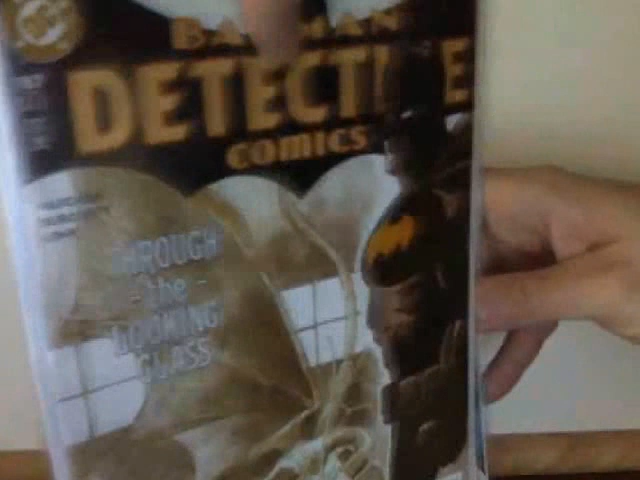 DC
BATMAN
DETECTIVE
COMICS
THROUGH
- the -
LOOKING
GLASS